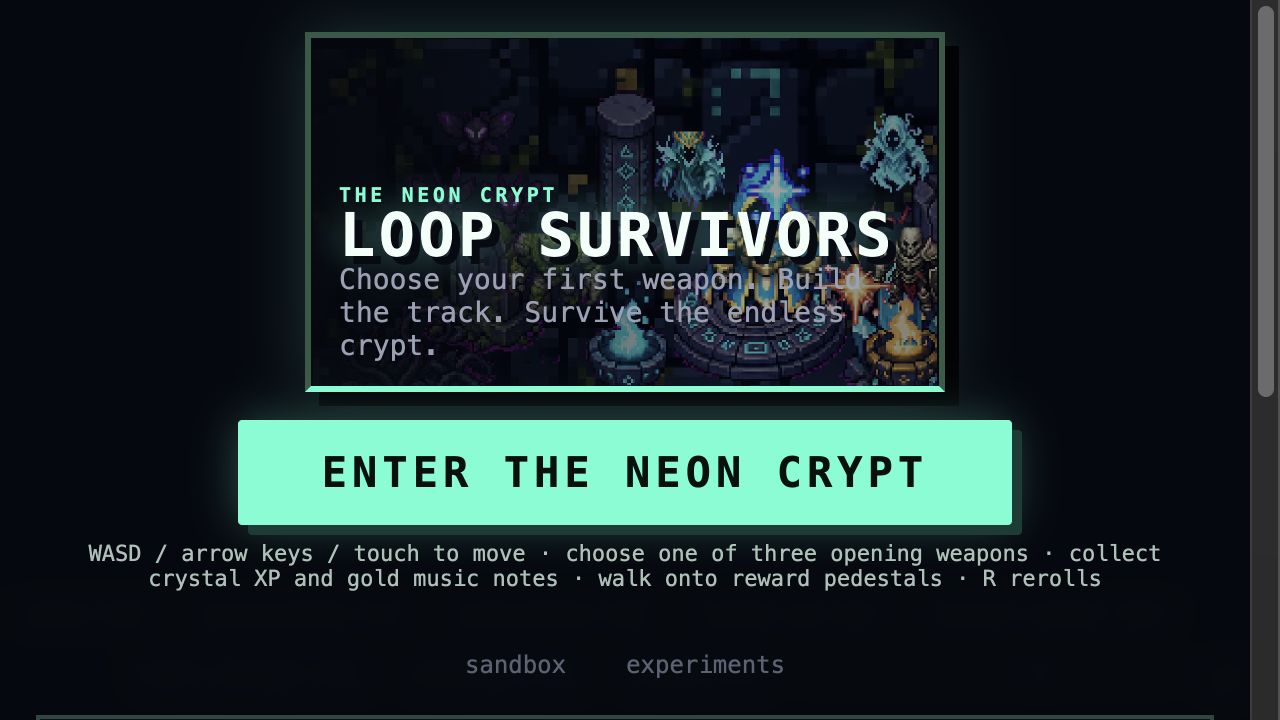 THE NEON CRYPT
LOOP SURVIVORS
Choose your first weapon. Build
the track. Survive the endless
crypt.
ENTER THE NEON CRYPT
WASD / arrow keys / touch to move · choose one of three opening weapons · collect
crystal XP and gold music notes · walk onto reward pedestals · R rerolls
sandbox experiments